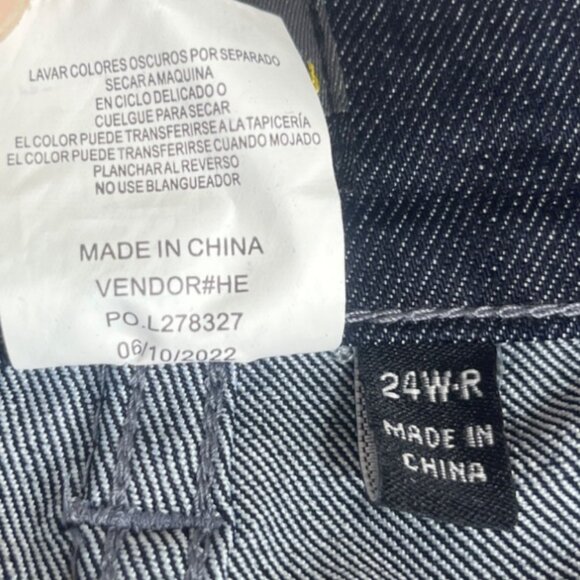 LAVAR COLORES OSCUROS POR SEPARADO
SECAR A MAQUINA
EN CICLO DELICADO O
CUELGUE PARA SECAR
EL COLOR PUEDE TRANSFERIRSE A LA TAPICERÍA
EL COLOR PUEDE TRANSFERIRSE CUANDO MOJADO
PLANCHAR AL REVERSO
NO USE BLANQUEADOR
MADE IN CHINA
VENDOR#HE
PO.L278327
06/10/2022
24W-R
MADE IN
CHINA